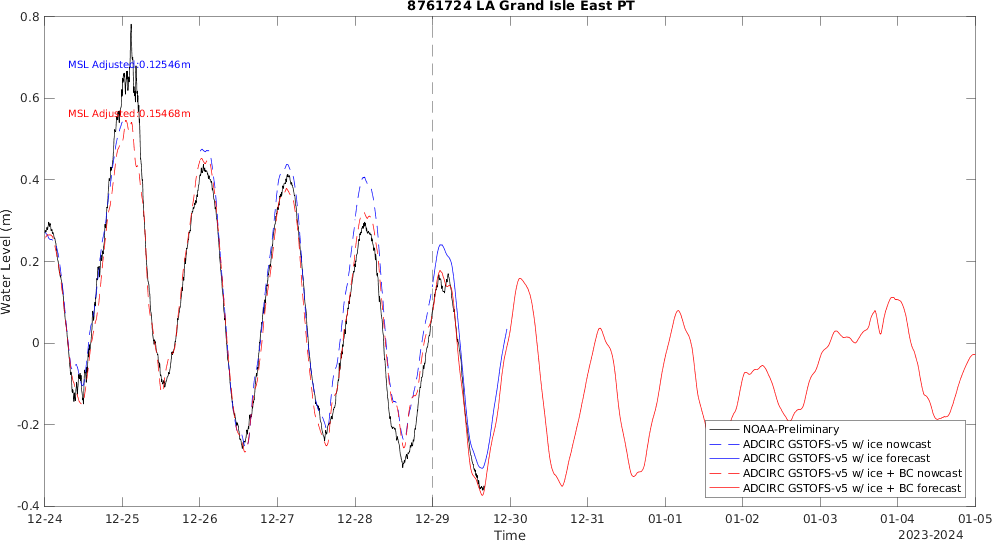 8761724 LA Grand Isle East PT
Water Level (m)
0.8
0.6
0.4
0.2
0
-0.2
-0.4
MSL Adjusted:0.12546m
MSL Adjusted:0.15468m
NOAA-Preliminary
ADCIRC GSTOFS-v5 w/ ice nowcast
ADCIRC GSTOFS-v5 w/ ice forecast
ADCIRC GSTOFS-v5 w/ ice + BC nowcast
ADCIRC GSTOFS-v5 w/ ice + BC forecast
12-24 12-25 12-26 12-27 12-28 12-29 12-30 12-31 01-01 01-02 01-03 01-04 01-05
Time
2023-2024